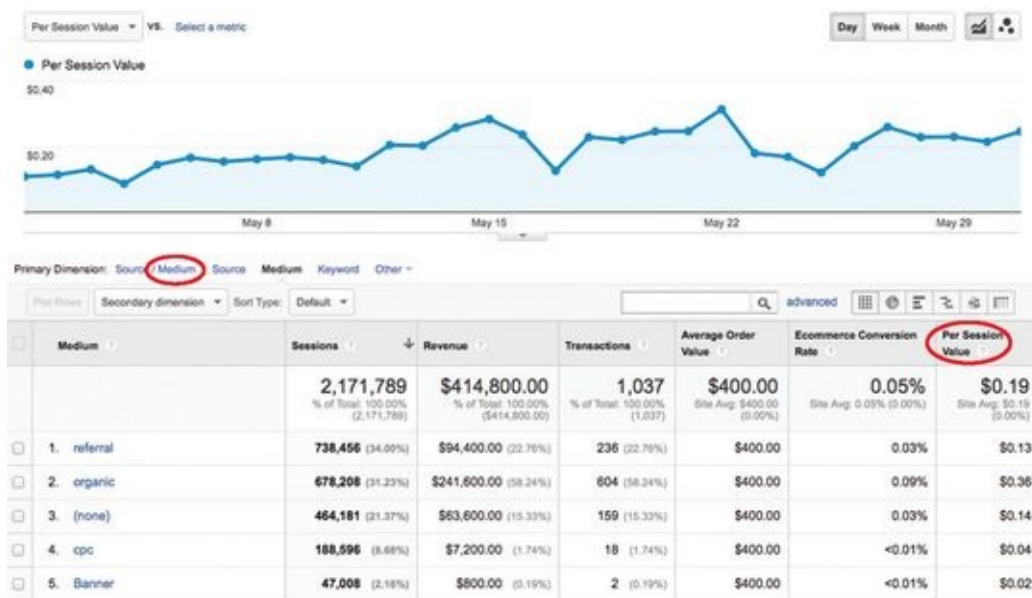 Per Session Value VS. Select a metric Day Week Month
Per Session Value
$0.40
$0.20
May 8 May 15 May 22 May 29
Primary Dimension: Source / Medium Source Medium Keyword Other
Plot Rows Secondary dimension Sort Type: Default advanced
Medium ? Sessions ? Revenue ? Transactions ? Average Order Value ? Ecommerce Conversion Rate ? Per Session Value ?
2,171,789 $414,800.00 1,037 $400.00 0.05% $0.19
% of Total: 100.00% % of Total: 100.00% % of Total: 100.00% Site Avg: $400.00 Site Avg: 0.05% (0.00%) Site Avg: $0.19
(2,171,789) ($414,800.00) (1,037) (0.00%) (0.00%)
1. referral 738,456 (34.00%) $94,400.00 (22.76%) 236 (22.76%) $400.00 0.03% $0.13
2. organic 678,208 (31.23%) $241,600.00 (58.24%) 604 (58.24%) $400.00 0.09% $0.36
3. (none) 464,181 (21.37%) $63,600.00 (15.33%) 159 (15.33%) $400.00 0.03% $0.14
4. cpc 188,596 (8.68%) $7,200.00 (1.74%) 18 (1.74%) $400.00 <0.01% $0.04
5. Banner 47,008 (2.16%) $800.00 (0.19%) 2 (0.19%) $400.00 <0.01% $0.02